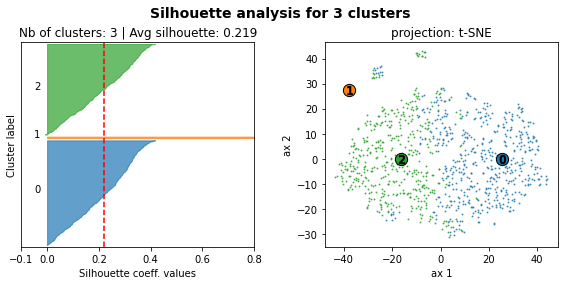 Silhouette analysis for 3 clusters
Nb of clusters: 3 | Avg silhouette: 0.219
Cluster label
2
1
0
−0.1 0.0 0.2 0.4 0.6 0.8
Silhouette coeff. values
projection: t-SNE
ax 2
40
30
20
10
0
−10
−20
−30
1
2 0
−40 −20 0 20 40
ax 1